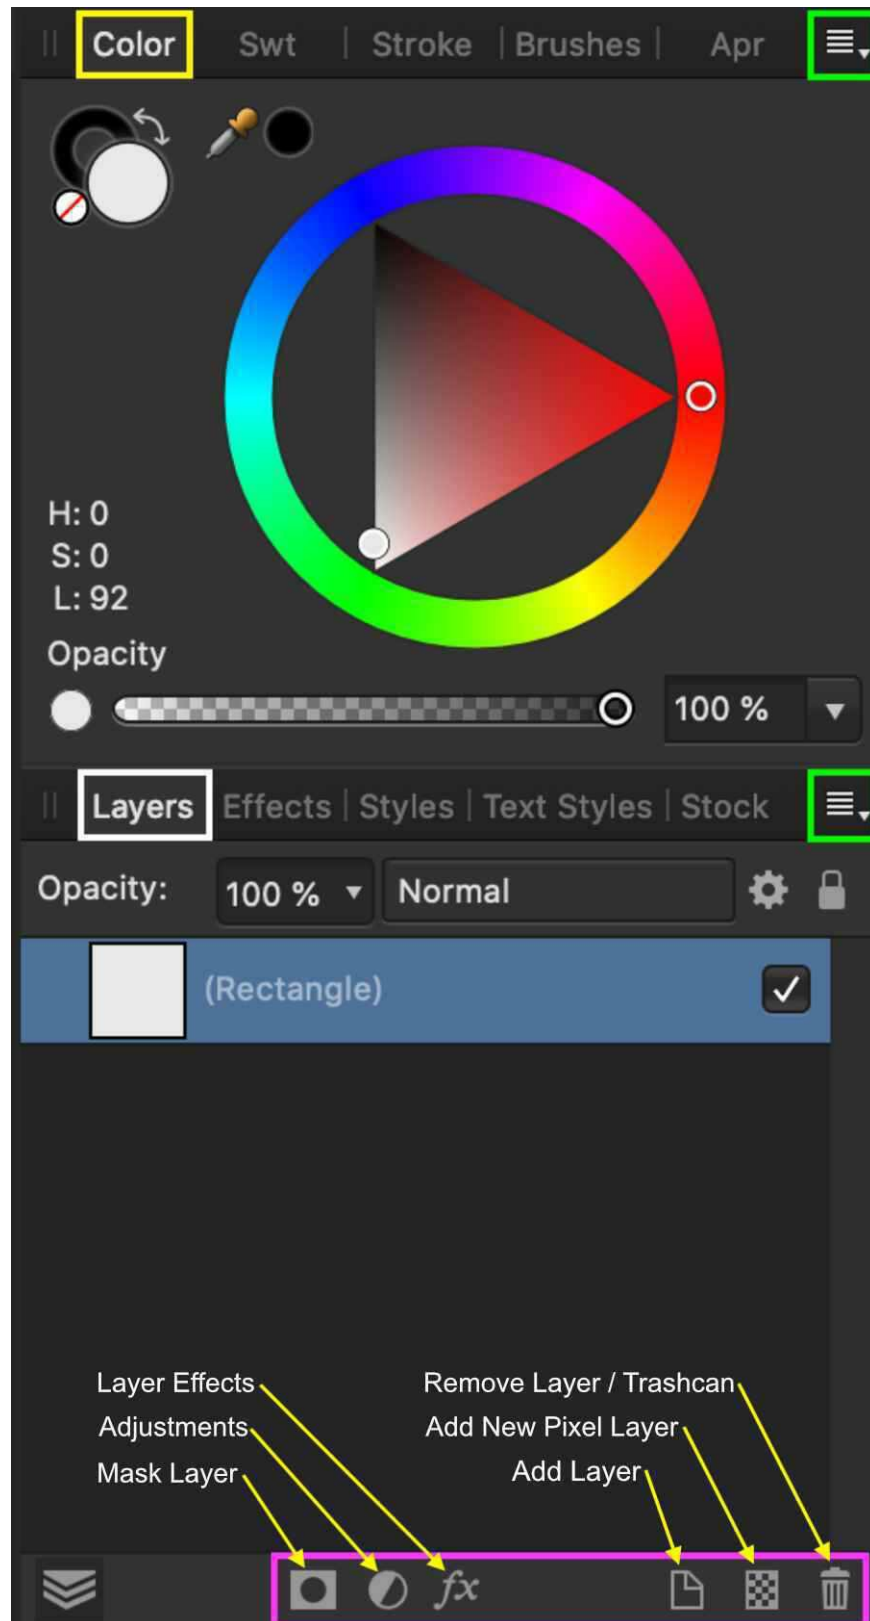 Color Swt | Stroke | Brushes | Apr
H: 0
S: 0
L: 92
Opacity
100 %
Layers Effects | Styles | Text Styles | Stock
Opacity: 100 % Normal
(Rectangle)
Layer Effects Remove Layer / Trashcan
Adjustments Add New Pixel Layer
Mask Layer Add Layer
fx